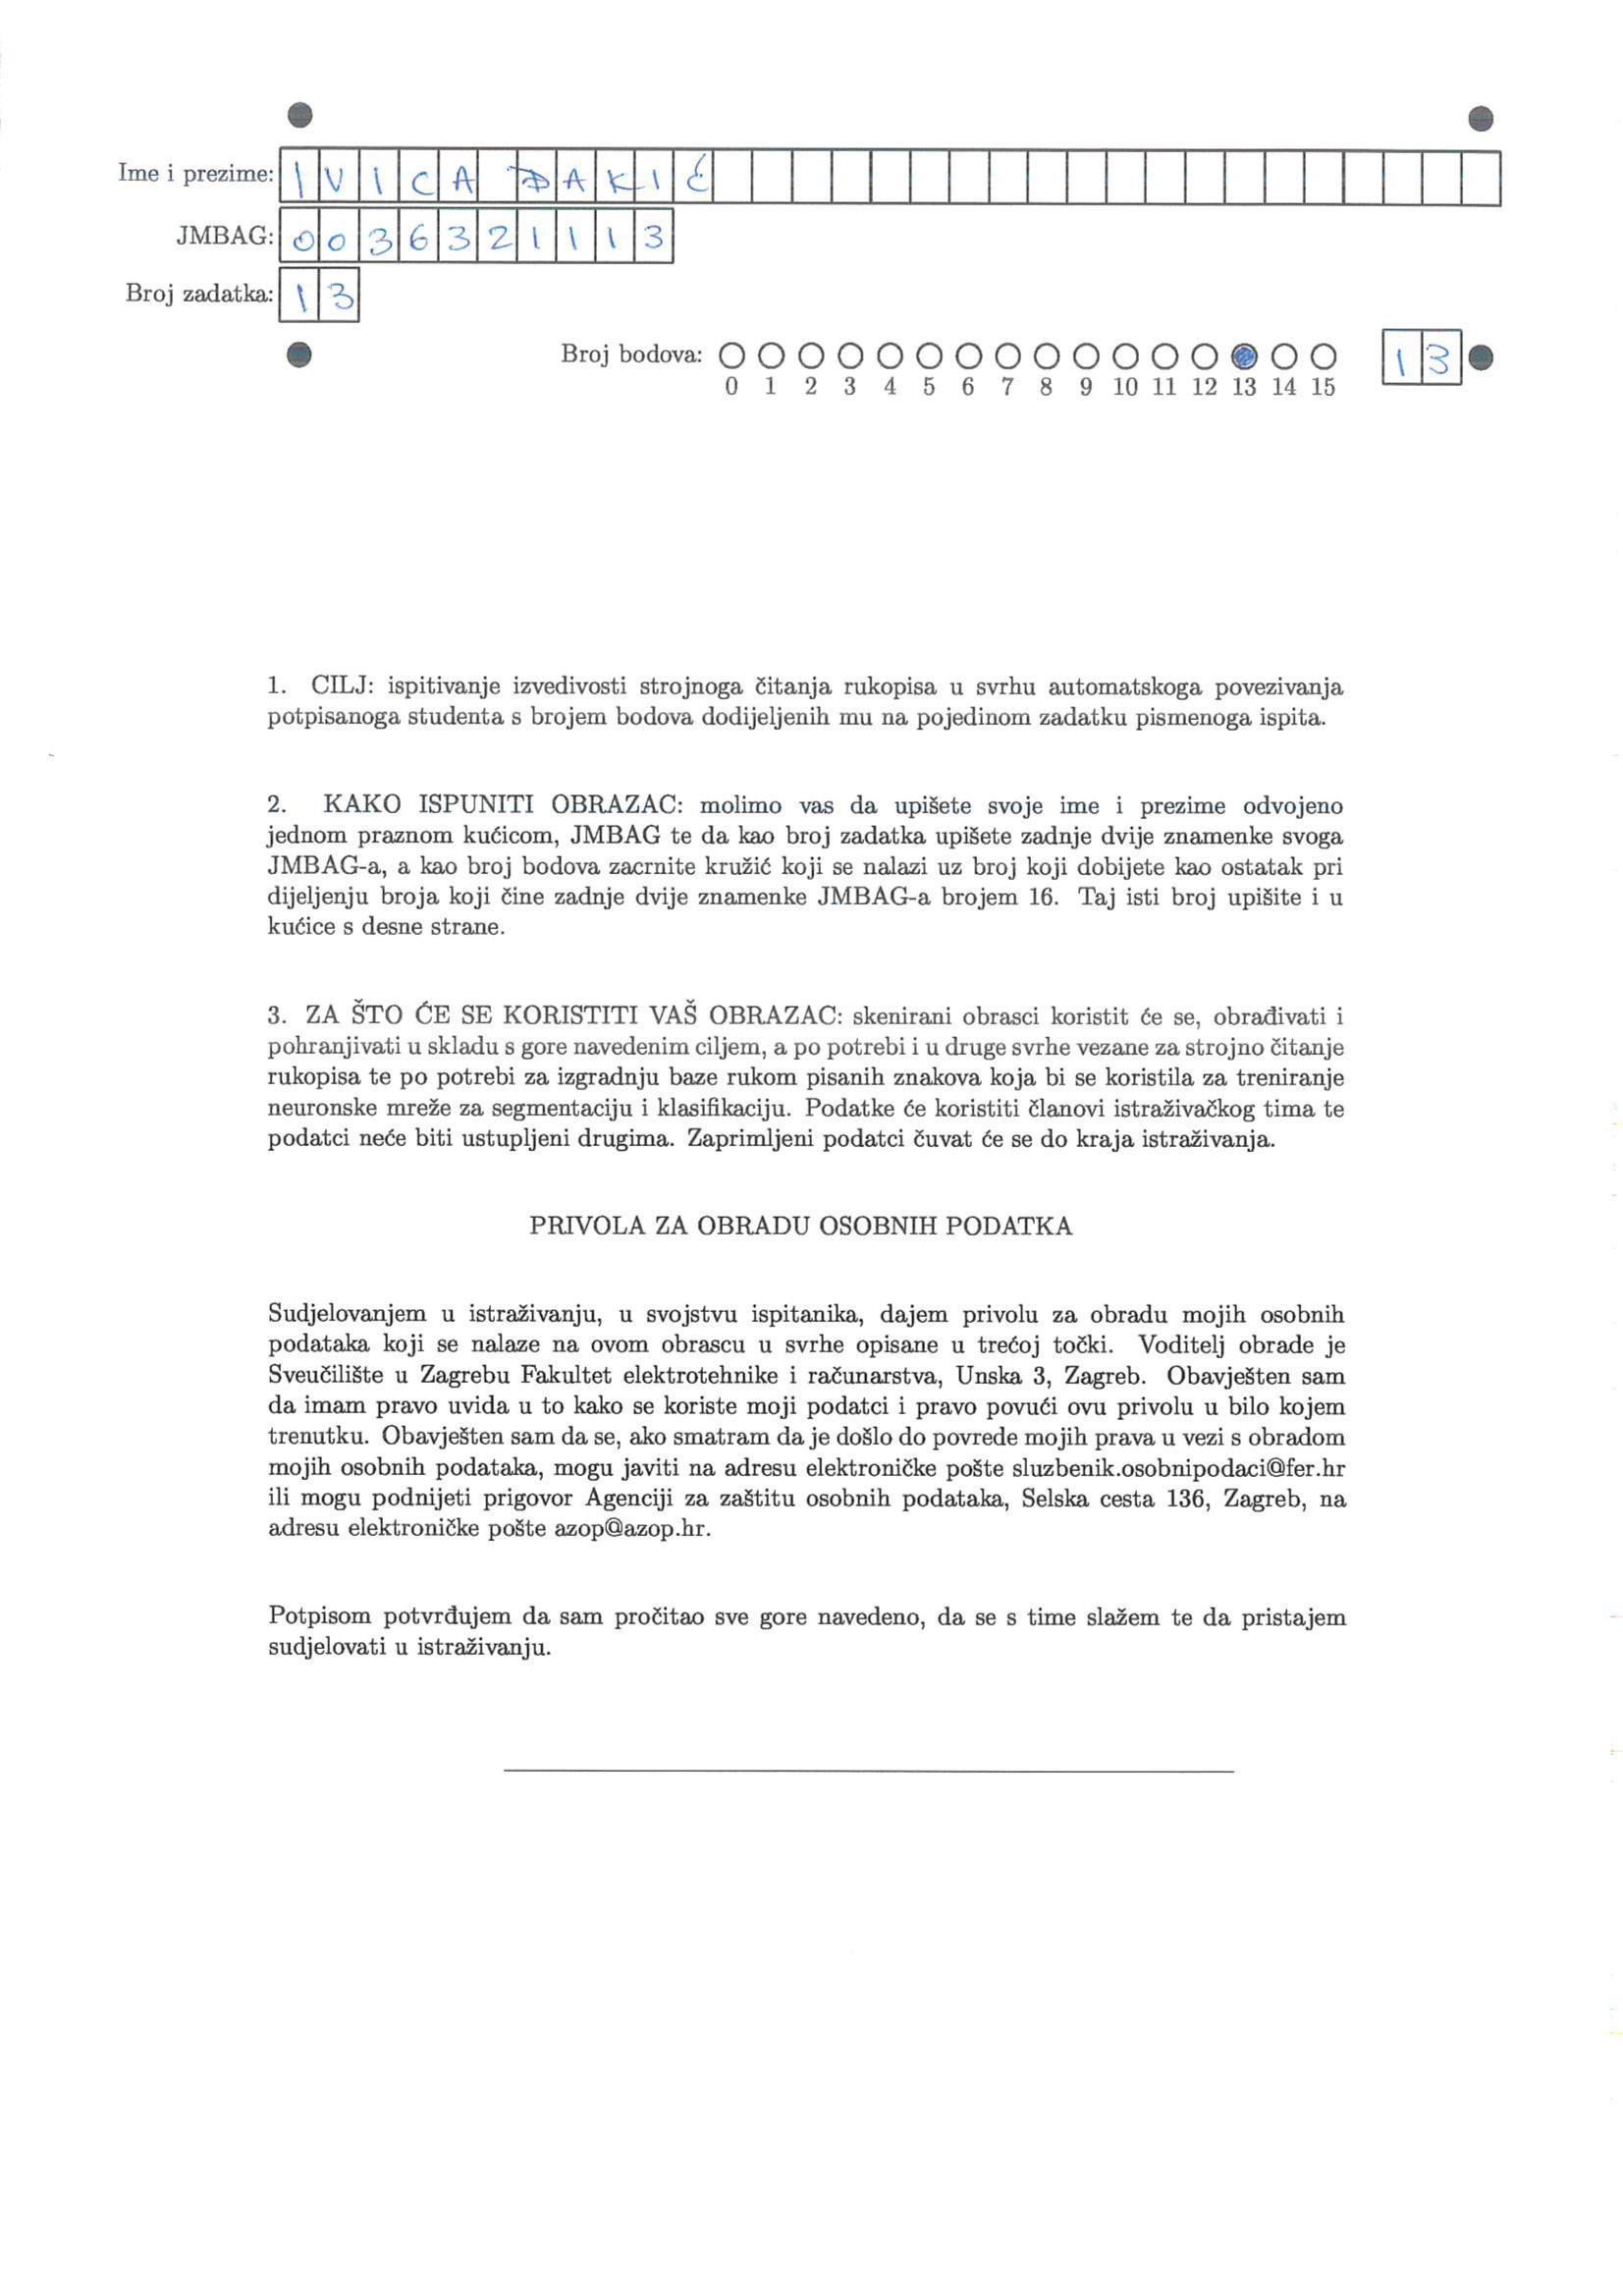 Ime i prezime: IVICA ĐAKIĆ
JMBAG: 0036321113
Broj zadatka: 13
Broj bodova: 13
0 1 2 3 4 5 6 7 8 9 10 11 12 13 14 15
1. CILJ: ispitivanje izvedivosti strojnoga čitanja rukopisa u svrhu automatskoga povezivanja
potpisanoga studenta s brojem bodova dodijeljenih mu na pojedinom zadatku pismenoga ispita.
2. KAKO ISPUNITI OBRAZAC: molimo vas da upišete svoje ime i prezime odvojeno
jednom praznom kućicom, JMBAG te da kao broj zadatka upišete zadnje dvije znamenke svoga
JMBAG-a, a kao broj bodova zacrnite kružić koji se nalazi uz broj koji dobijete kao ostatak pri
dijeljenju broja koji čine zadnje dvije znamenke JMBAG-a brojem 16. Taj isti broj upišite i u
kućice s desne strane.
3. ZA ŠTO ĆE SE KORISTITI VAŠ OBRAZAC: skenirani obrasci koristit će se, obrađivati i
pohranjivati u skladu s gore navedenim ciljem, a po potrebi i u druge svrhe vezane za strojno čitanje
rukopisa te po potrebi za izgradnju baze rukom pisanih znakova koja bi se koristila za treniranje
neuronske mreže za segmentaciju i klasifikaciju. Podatke će koristiti članovi istraživačkog tima te
podatci neće biti ustupljeni drugima. Zaprimljeni podatci čuvat će se do kraja istraživanja.
PRIVOLA ZA OBRADU OSOBNIH PODATKA
Sudjelovanjem u istraživanju, u svojstvu ispitanika, dajem privolu za obradu mojih osobnih
podataka koji se nalaze na ovom obrascu u svrhe opisane u trećoj točki. Voditelj obrade je
Sveučilište u Zagrebu Fakultet elektrotehnike i računarstva, Unska 3, Zagreb. Obavješten sam
da imam pravo uvida u to kako se koriste moji podatci i pravo povući ovu privolu u bilo kojem
trenutku. Obavješten sam da se, ako smatram da je došlo do povrede mojih prava u vezi s obradom
mojih osobnih podataka, mogu javiti na adresu elektroničke pošte sluzbenik.osobnipodaci@fer.hr
ili mogu podnijeti prigovor Agenciji za zaštitu osobnih podataka, Selska cesta 136, Zagreb, na
adresu elektroničke pošte azop@azop.hr.
Potpisom potvrđujem da sam pročitao sve gore navedeno, da se s time slažem te da pristajem
sudjelovati u istraživanju.